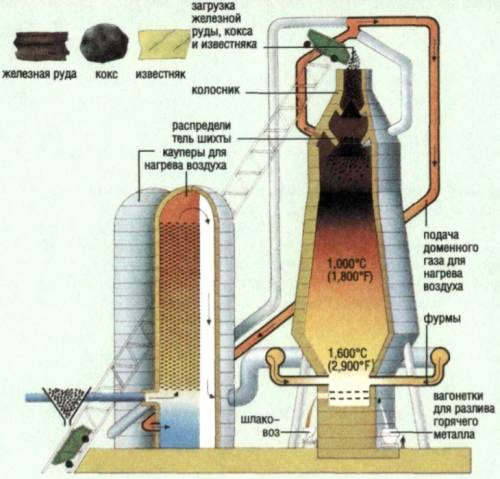 загрузка
железной
руды, кокса
и известняка
железная руда
кокс
известняк
колосник
распредели
тель шихты
кауперы для
нагрева воздуха
подача
доменного
газа для
нагрева
воздуха
1,000°C
(1,800°F)
фурмы
1,600°C
(2,900°F)
вагонетки
для разлива
горячего
металла
шлако-
воз